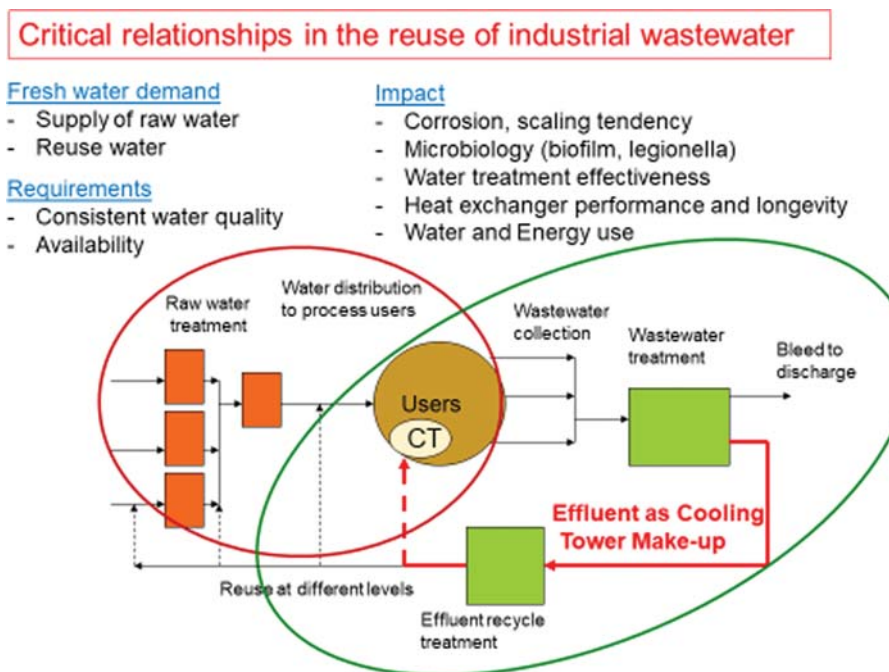 Critical relationships in the reuse of industrial wastewater
Fresh water demand
- Supply of raw water
- Reuse water
Requirements
- Consistent water quality
- Availability
Impact
- Corrosion, scaling tendency
- Microbiology (biofilm, legionella)
- Water treatment effectiveness
- Heat exchanger performance and longevity
- Water and Energy use
Raw water
treatment
Water distribution
to process users
Wastewater
collection
Wastewater
treatment
Bleed to
discharge
Users
CT
Effluent as Cooling
Tower Make-up
Reuse at different levels
Effluent recycle
treatment